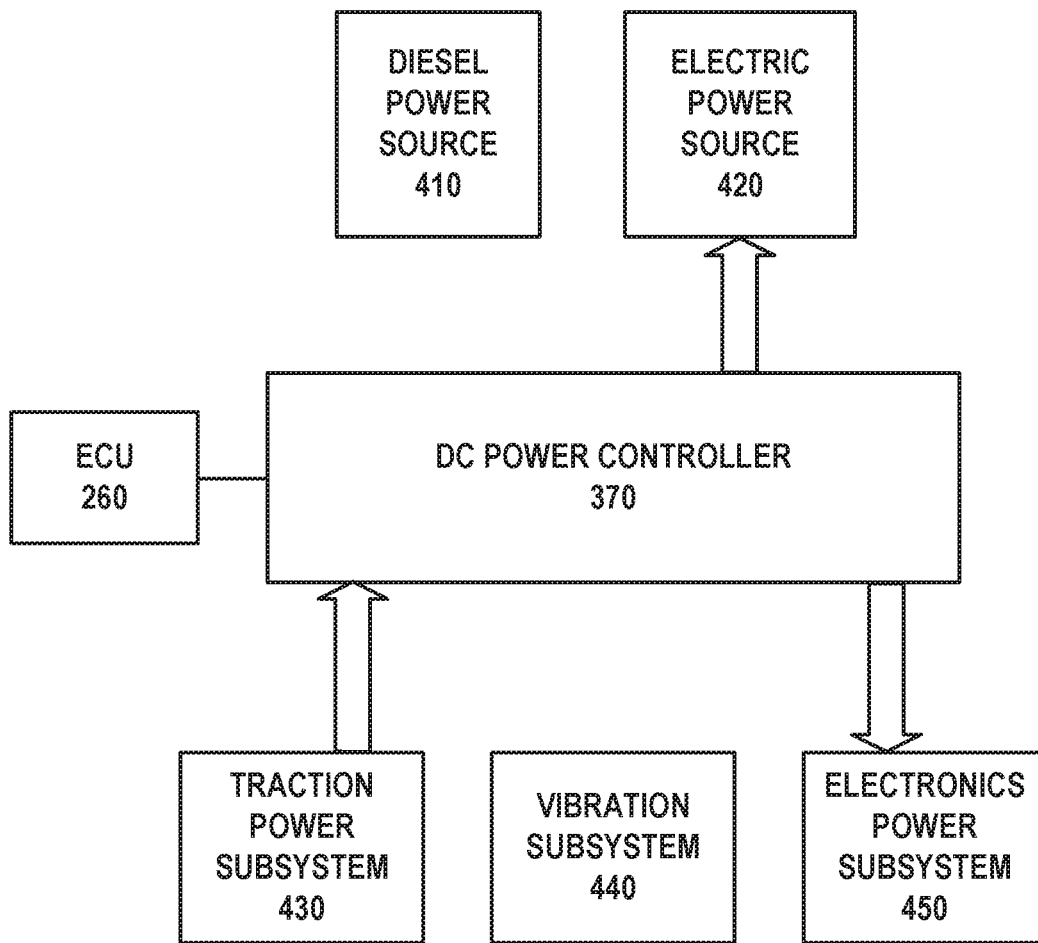 DIESEL
POWER
SOURCE
410
ELECTRIC
POWER
SOURCE
420
ECU
260
DC POWER CONTROLLER
370
TRACTION
POWER
SUBSYSTEM
430
VIBRATION
SUBSYSTEM
440
ELECTRONICS
POWER
SUBSYSTEM
450